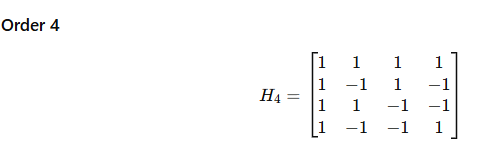 Order 4
H₄ = [1 1 1 1
1 −1 1 −1
1 1 −1 −1
1 −1 −1 1]